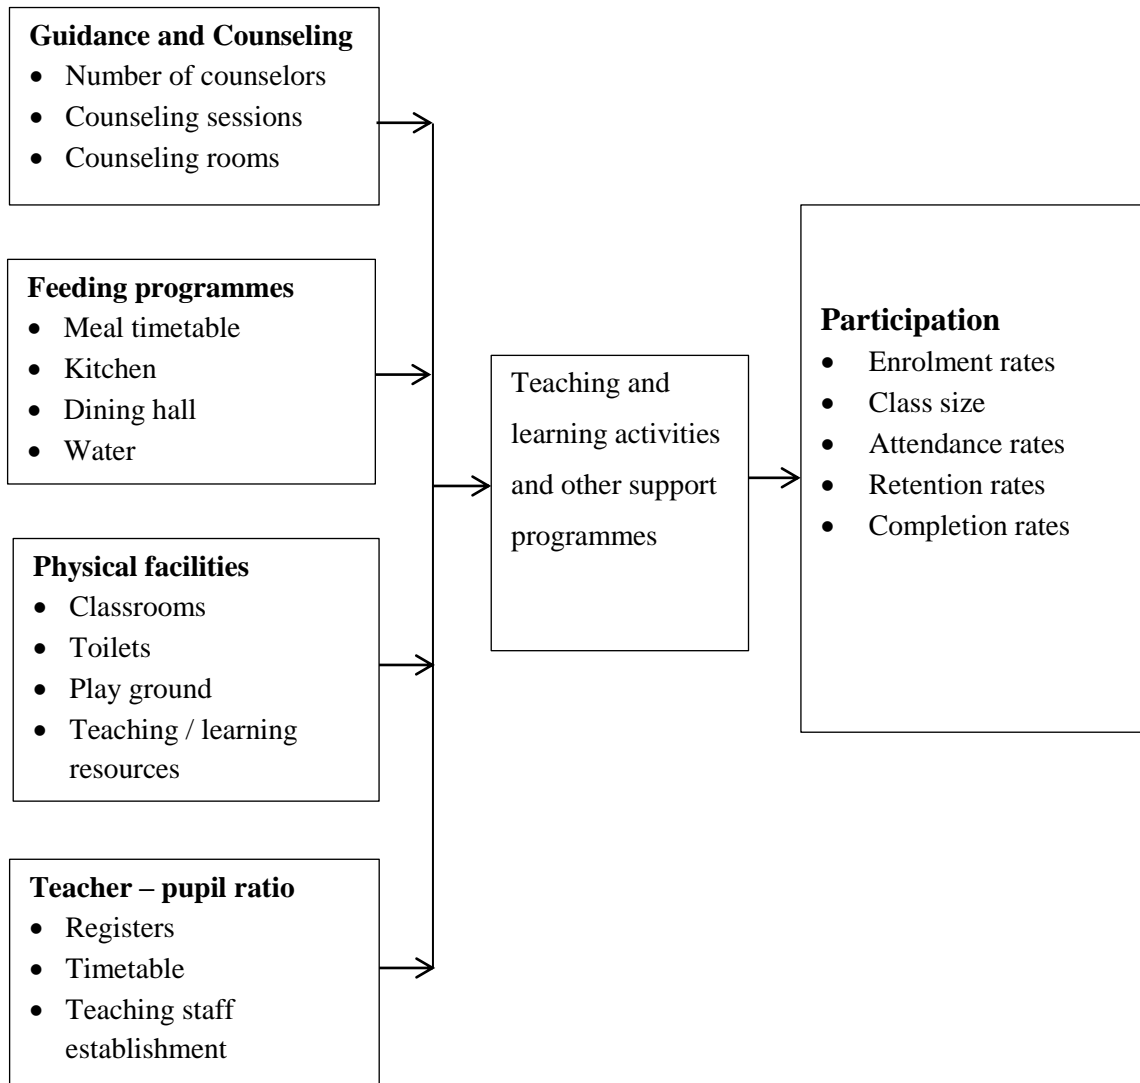 Guidance and Counseling
• Number of counselors
• Counseling sessions
• Counseling rooms
Feeding programmes
• Meal timetable
• Kitchen
• Dining hall
• Water
Physical facilities
• Classrooms
• Toilets
• Play ground
• Teaching / learning
resources
Teacher – pupil ratio
• Registers
• Timetable
• Teaching staff
establishment
Teaching and
learning activities
and other support
programmes
Participation
• Enrolment rates
• Class size
• Attendance rates
• Retention rates
• Completion rates